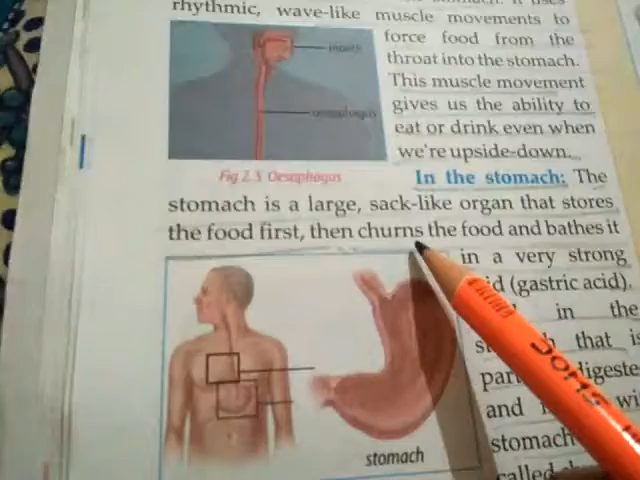 rhythmic, wave-like muscle movements to
force food from the
throat into the stomach.
This muscle movement
gives us the ability to
eat or drink even when
we're upside-down.
mouth
oesophagus
Fig 2.3 Oesophagus
In the stomach: The
stomach is a large, sack-like organ that stores
the food first, then churns the food and bathes it
in a very strong
(gastric acid).
in the
that is
and
stomach
called
stomach